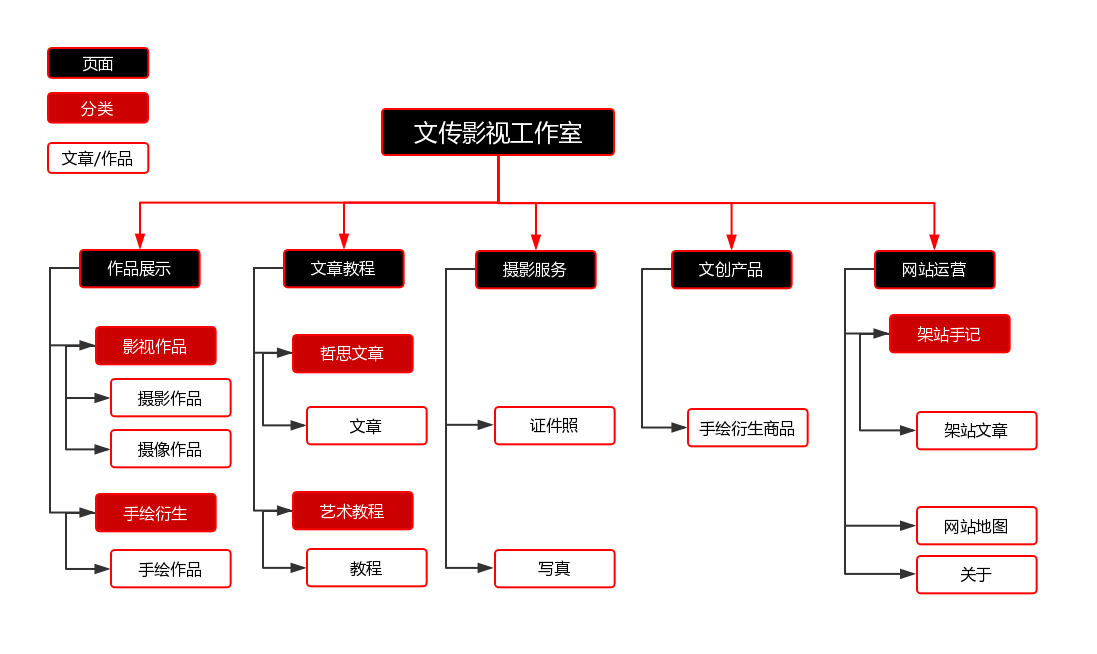 页面
分类
文章/作品
文传影视工作室
作品展示
影视作品
摄影作品
摄像作品
手绘衍生
手绘作品
文章教程
哲思文章
文章
艺术教程
教程
摄影服务
证件照
写真
文创产品
手绘衍生商品
网站运营
架站手记
架站文章
网站地图
关于